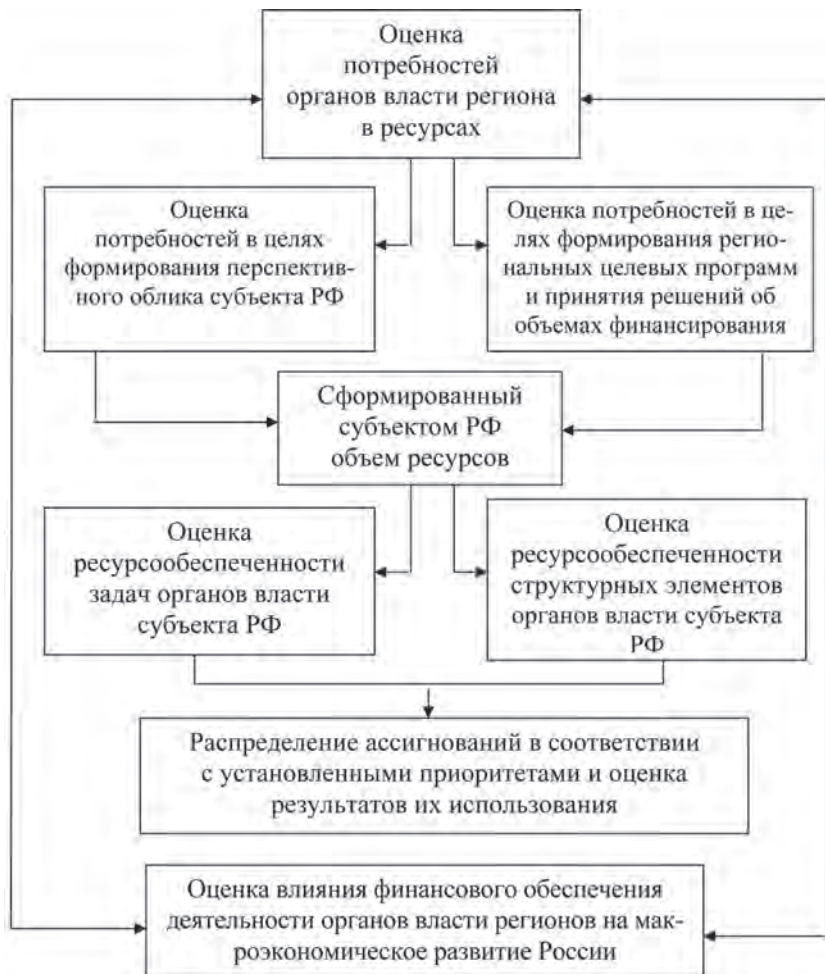 Оценка
потребностей
органов власти региона
в ресурсах
Оценка
потребностей в целях
формирования перспектив-
ного облика субъекта РФ
Оценка потребностей в це-
лях формирования регио-
нальных целевых программ
и принятия решений об
объемах финансирования
Сформированный
субъектом РФ
объем ресурсов
Оценка
ресурсообеспеченности
задач органов власти
субъекта РФ
Оценка
ресурсообеспеченности
структурных элементов
органов власти субъекта
РФ
Распределение ассигнований в соответствии
с установленными приоритетами и оценка
результатов их использования
Оценка влияния финансового обеспечения
деятельности органов власти регионов на мак-
роэкономическое развитие России